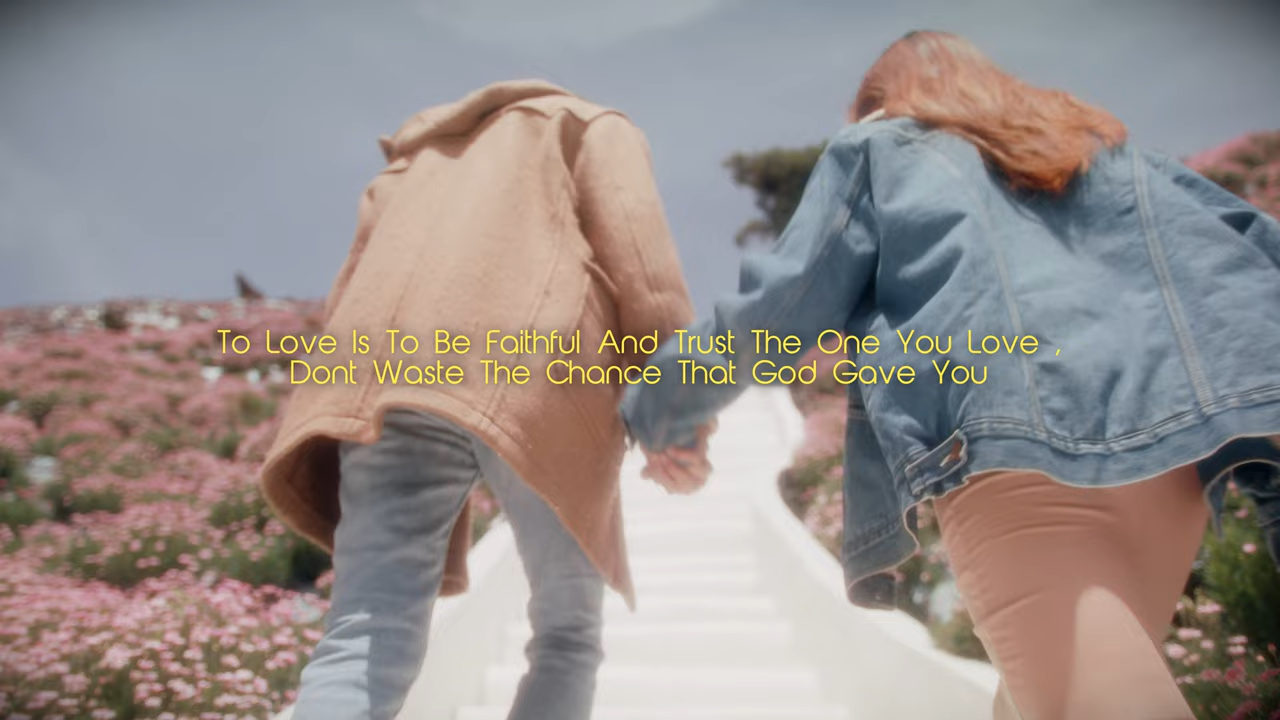 To Love Is To Be Faithful And Trust The One You Love ,
Dont Waste The Chance That God Gave You